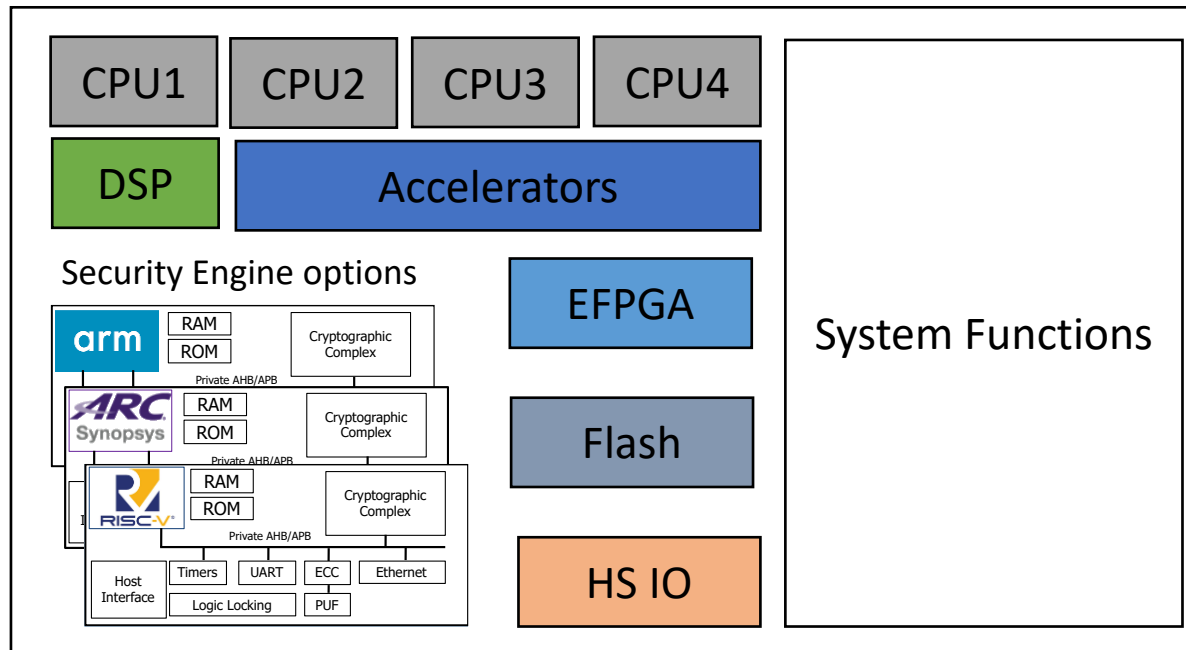 CPU1
CPU2
CPU3
CPU4
DSP
Accelerators
System Functions
Security Engine options
EFPGA
Flash
HS IO
arm
RAM
ROM
Cryptographic
Complex
Private AHB/APB
ARC
Synopsys
RAM
ROM
Cryptographic
Complex
Private AHB/APB
RISC-V
RAM
ROM
Cryptographic
Complex
Private AHB/APB
Host
Interface
Timers
UART
ECC
Ethernet
Logic Locking
PUF